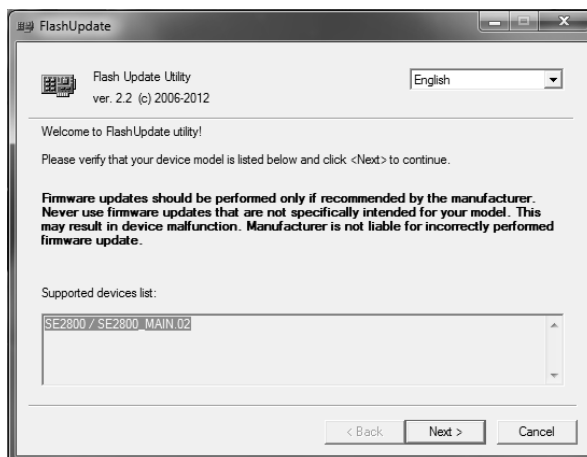 FlashUpdate
Flash Update Utility
English
ver. 2.2 (c) 2006-2012
Welcome to FlashUpdate utility!
Please verify that your device model is listed below and click <Next> to continue.
Firmware updates should be performed only if recommended by the manufacturer.
Never use firmware updates that are not specifically intended for your model. This
may result in device malfunction. Manufacturer is not liable for incorrectly performed
firmware update.
Supported devices list:
SE2800 / SE2800_MAIN.02
< Back
Next >
Cancel